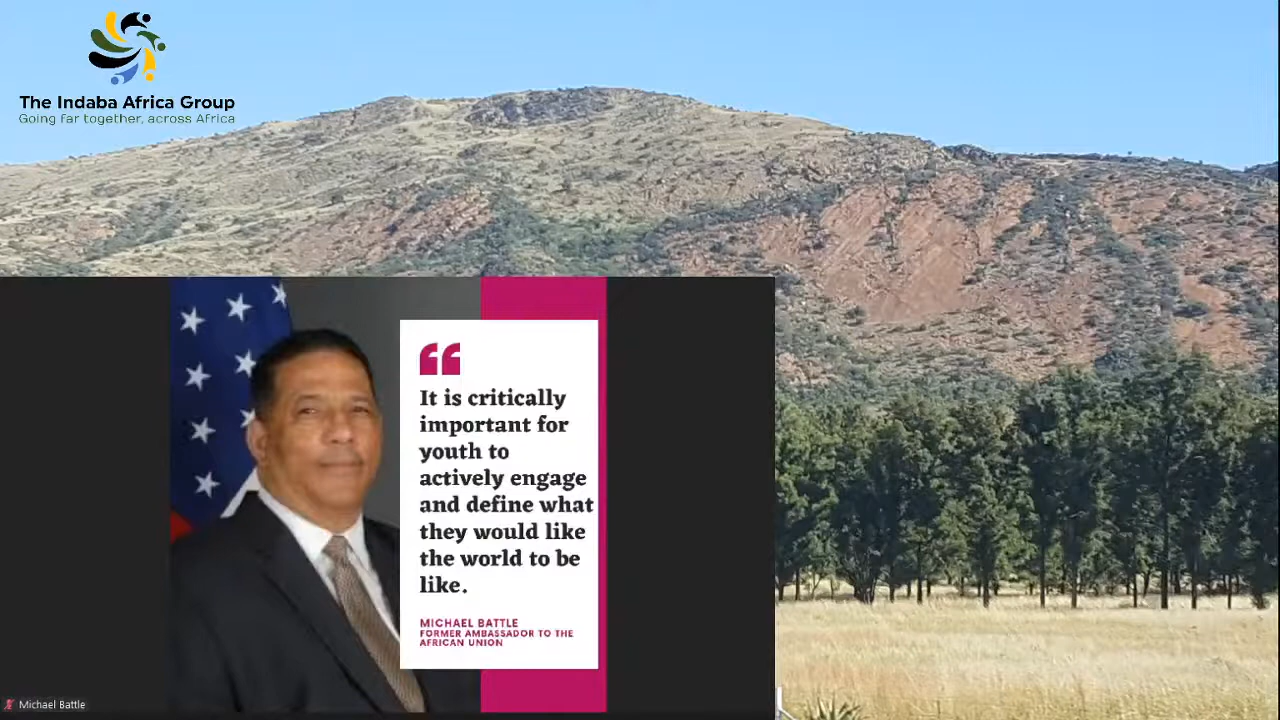 The Indaba Africa Group
Going far together, across Africa
It is critically
important for
youth to
actively engage
and define what
they would like
the world to be
like.
MICHAEL BATTLE
FORMER AMBASSADOR TO THE
AFRICAN UNION
Michael Battle